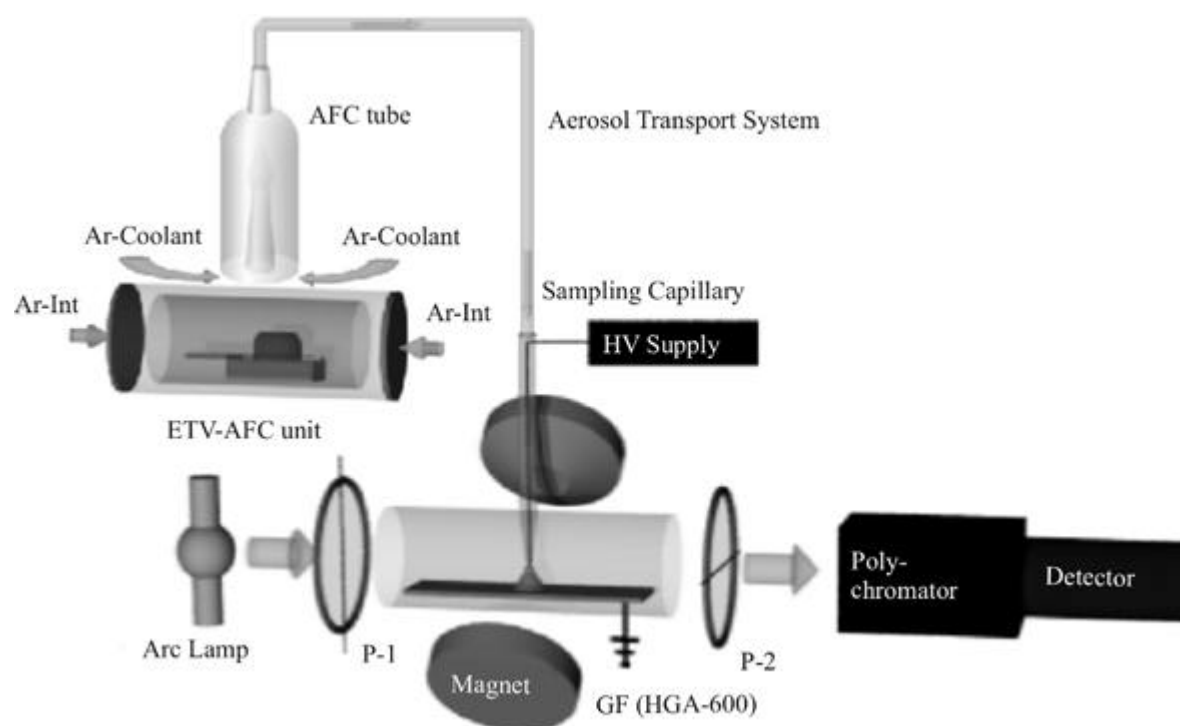 AFC tube
Aerosol Transport System
Ar-Coolant
Ar-Coolant
Ar-Int
Ar-Int
Sampling Capillary
HV Supply
ETV-AFC unit
Poly-
chromator
Detector
Arc Lamp
P-1
P-2
Magnet
GF (HGA-600)